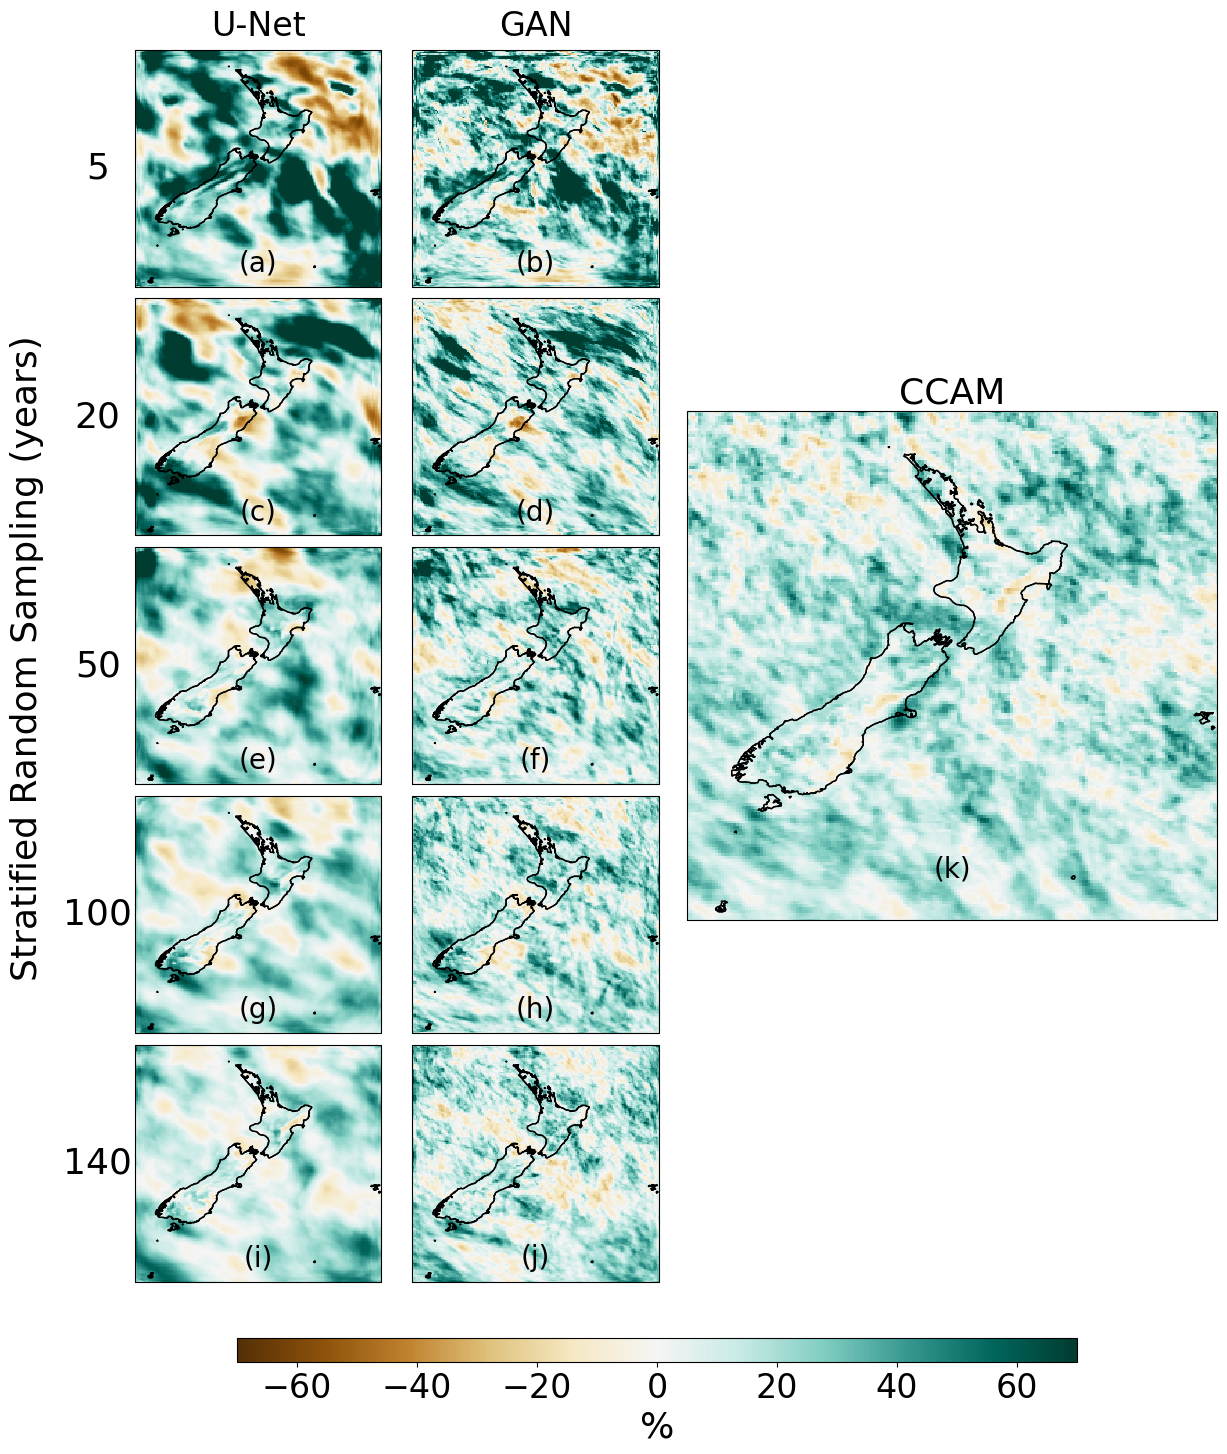 U-Net
GAN
Stratified Random Sampling (years)
5
(a)
(b)
20
(c)
(d)
CCAM
50
(e)
(f)
(k)
100
(g)
(h)
140
(i)
(j)
−60
−40
−20
0
20
40
60
%